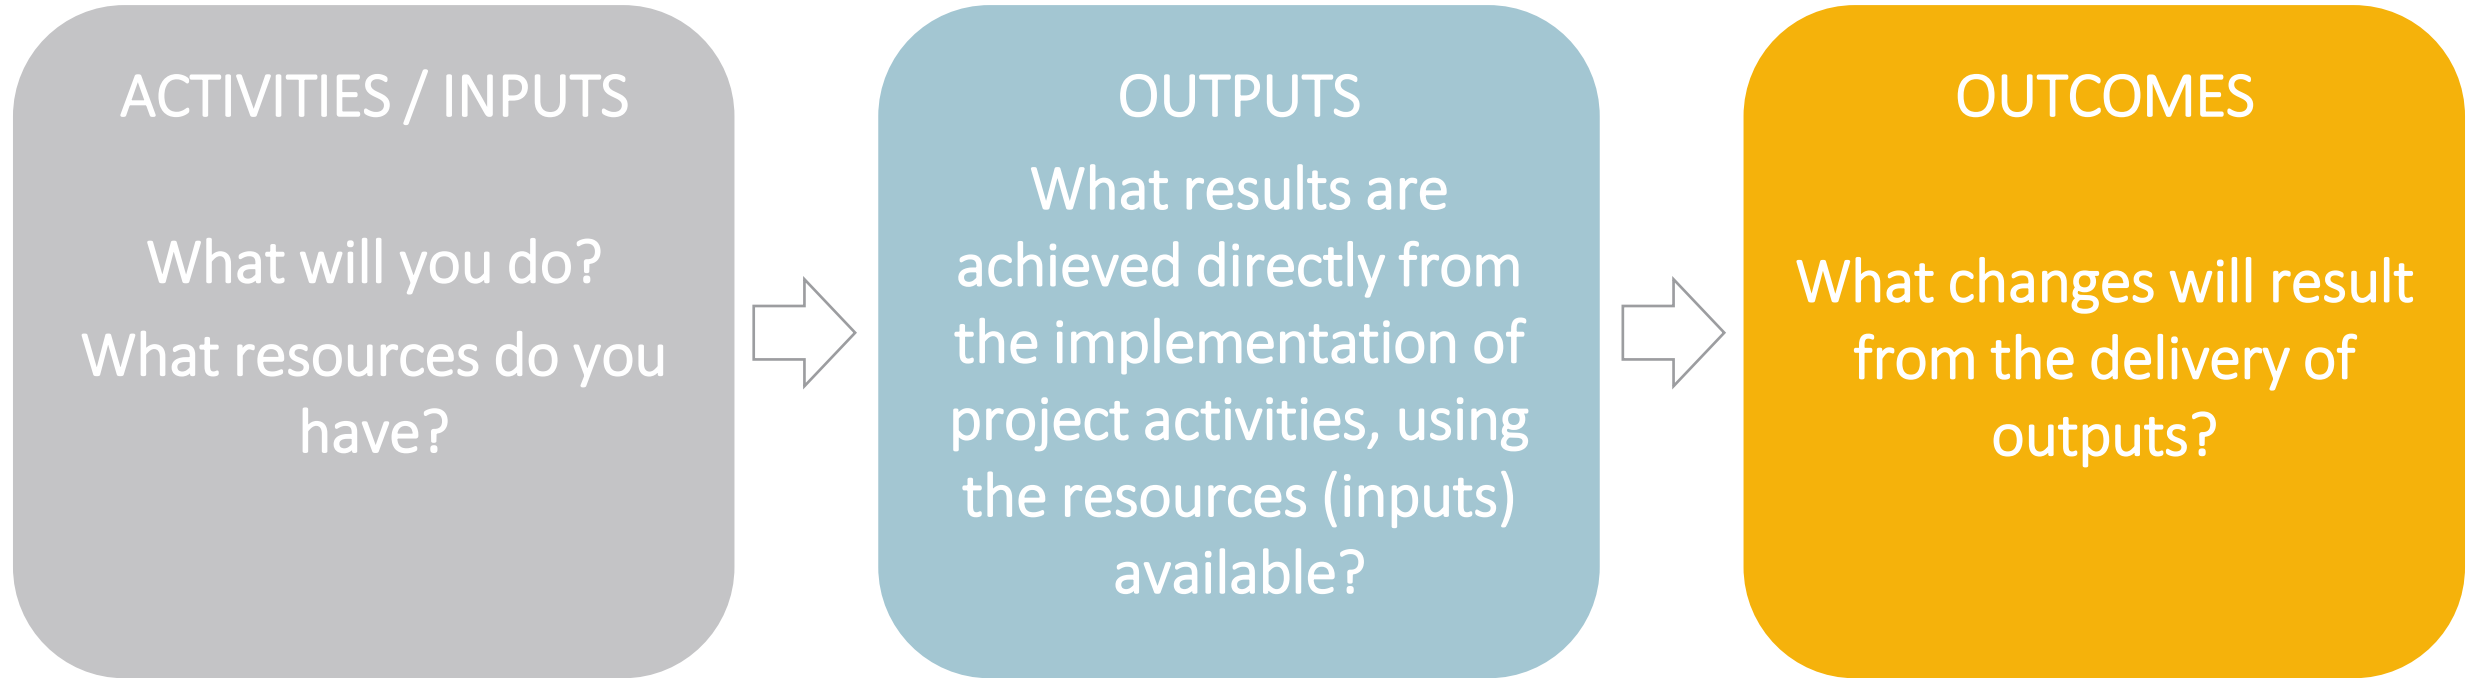 ACTIVITIES / INPUTS
What will you do?
What resources do you
have?
OUTPUTS
What results are
achieved directly from
the implementation of
project activities, using
the resources (inputs)
available?
OUTCOMES
What changes will result
from the delivery of
outputs?